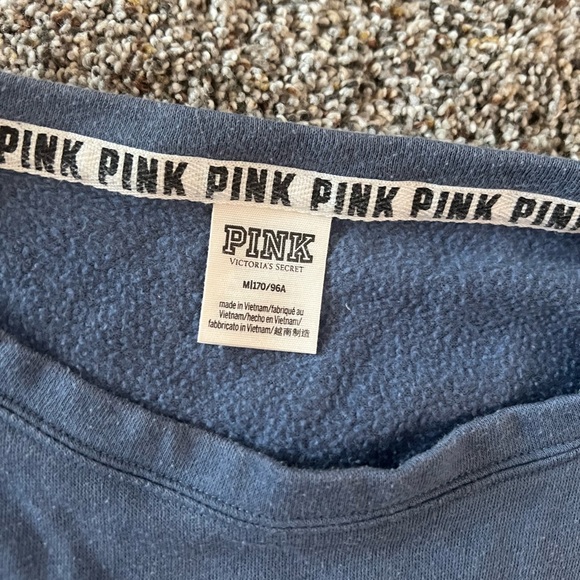 PINK PINK PINK PINK PINK PINK
PINK
VICTORIA'S SECRET
M|170/96A
made in Vietnam/fabriqué au
Vietnam/hecho en Vietnam/
fabbricato in Vietnam/越南制造